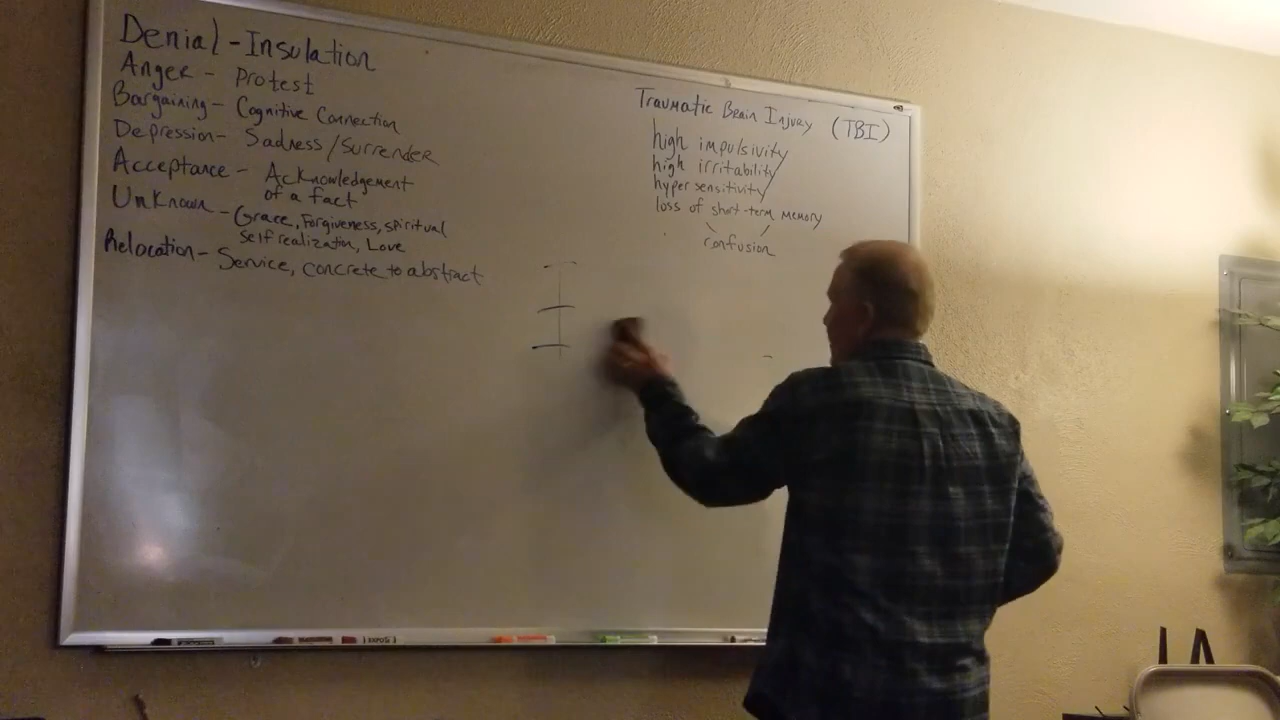 Denial - Insulation
Anger - Protest
Bargaining - Cognitive Connection
Depression - Sadness / Surrender
Acceptance - Acknowledgement
of a fact
Unknown - Grace, Forgiveness, spiritual
self realization, Love
Relocation - Service, concrete to abstract
Traumatic Brain Injury (TBI)
high impulsivity
high irritability
hyper sensitivity
loss of short-term memory
confusion